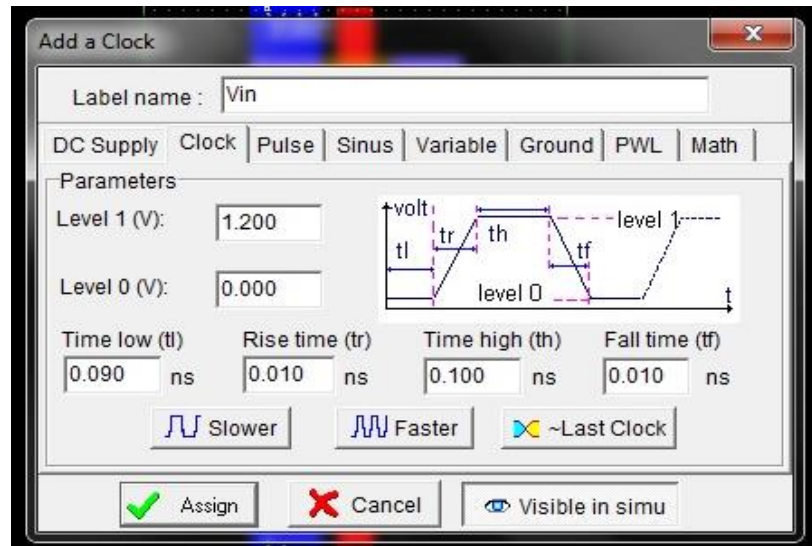 Add a Clock
Label name : Vin
DC Supply Clock Pulse Sinus Variable Ground PWL Math
Parameters
Level 1 (V): 1.200
Level 0 (V): 0.000
volt
tl tr th tf level 1
level 0 t
Time low (tl) Rise time (tr) Time high (th) Fall time (tf)
0.090 ns 0.010 ns 0.100 ns 0.010 ns
Slower Faster ~Last Clock
Assign Cancel Visible in simu